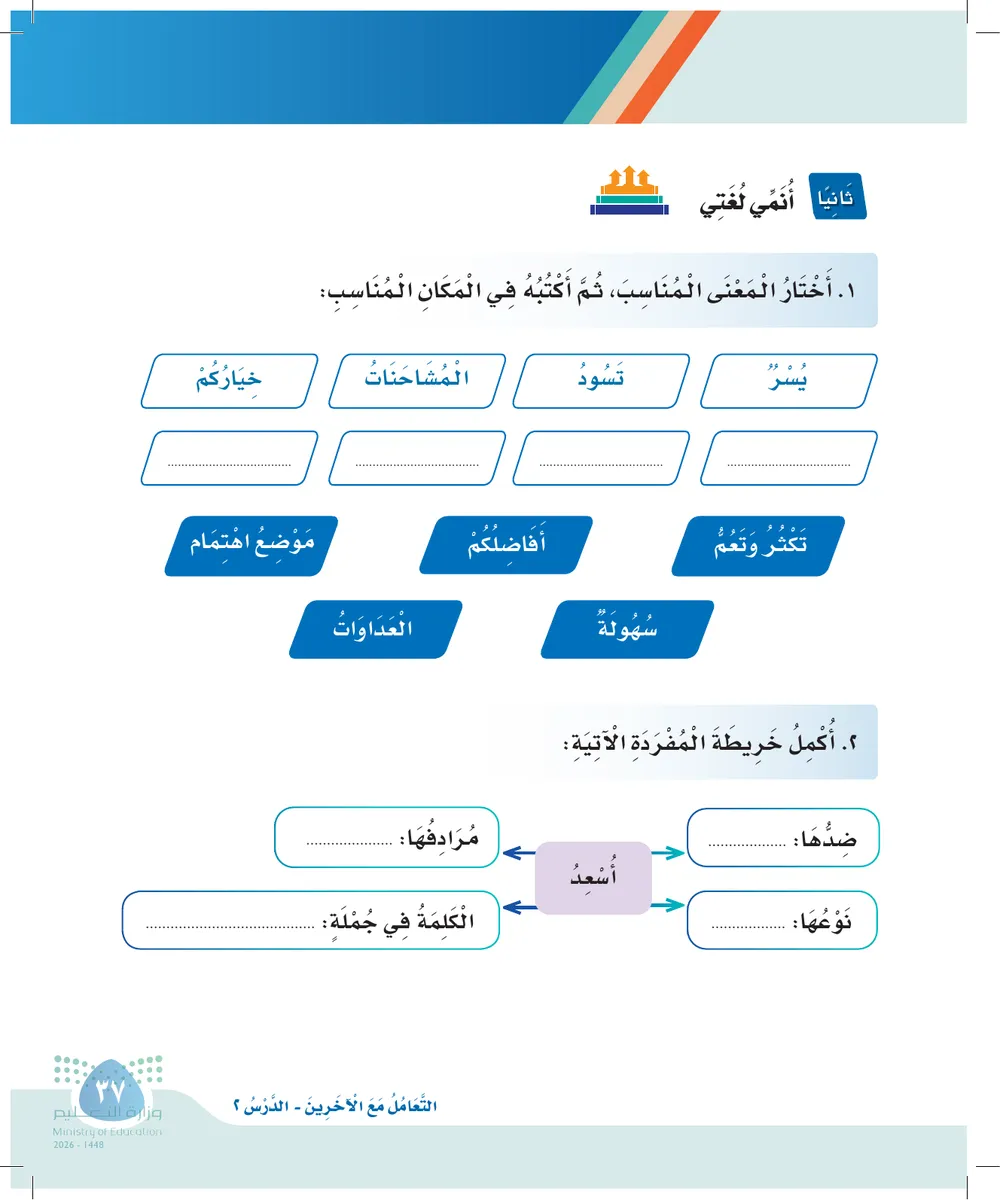 ثَانِيًا أُنَمِّي لُغَتِي
١. أَخْتَارُ الْمَعْنَى الْمُنَاسِبَ، ثُمَّ أَكْتُبُهُ فِي الْمَكَانِ الْمُنَاسِبِ:
يُسْرٌ تَسُودُ الْمُشَاحَنَاتُ خِيَارُكُمْ
................................ ................................ ................................ ................................
تَكْثُرُ وَتَعُمُّ أَفَاضِلُكُمْ مَوْضِعُ اهْتِمَام
سُهُولَةٌ الْعَدَاوَاتُ
٢. أُكْمِلُ خَرِيطَةَ الْمُفْرَدَةِ الْآتِيَةِ:
ضِدُّهَا: ................... مُرَادِفُهَا: .....................
أُسْعِدُ
نَوْعُهَا: .................. الْكَلِمَةُ فِي جُمْلَةٍ: .........................................
٣٧
التَّعَامُلُ مَعَ الْآخَرِينَ - الدَّرْسُ ٢
وزارة التعليم
Ministry of Education
2026 - 1448